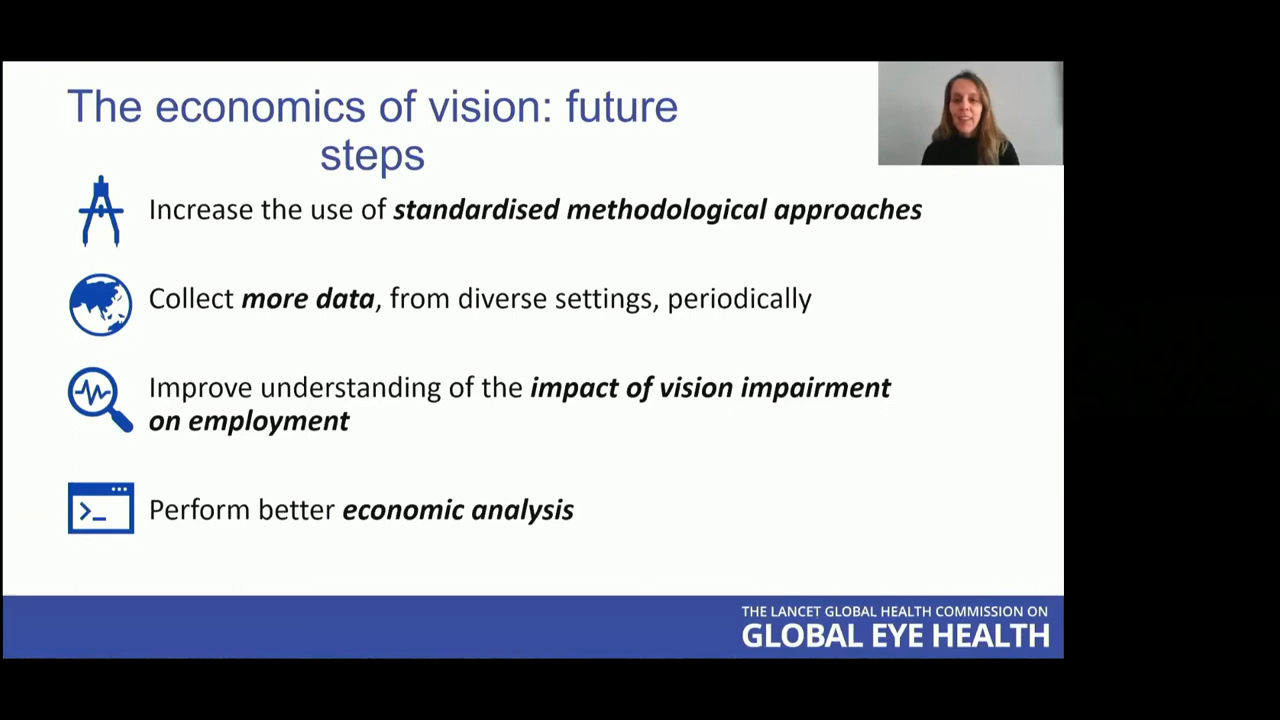 The economics of vision: future
steps
Increase the use of standardised methodological approaches
Collect more data, from diverse settings, periodically
Improve understanding of the impact of vision impairment
on employment
Perform better economic analysis
THE LANCET GLOBAL HEALTH COMMISSION ON
GLOBAL EYE HEALTH